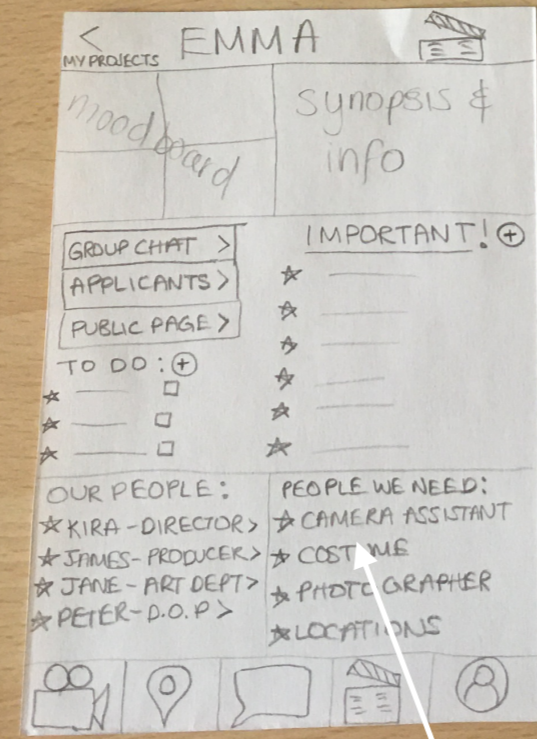 < EMMA
MY PROJECTS
moodboard
synopsis &
info
GROUP CHAT >
APPLICANTS >
PUBLIC PAGE >
TO DO : +
IMPORTANT! +
OUR PEOPLE:
KIRA - DIRECTOR >
JAMES - PRODUCER >
JANE - ART DEPT >
PETER - D.O.P >
PEOPLE WE NEED:
CAMERA ASSISTANT
COSTUME
PHOTOGRAPHER
LOCATIONS